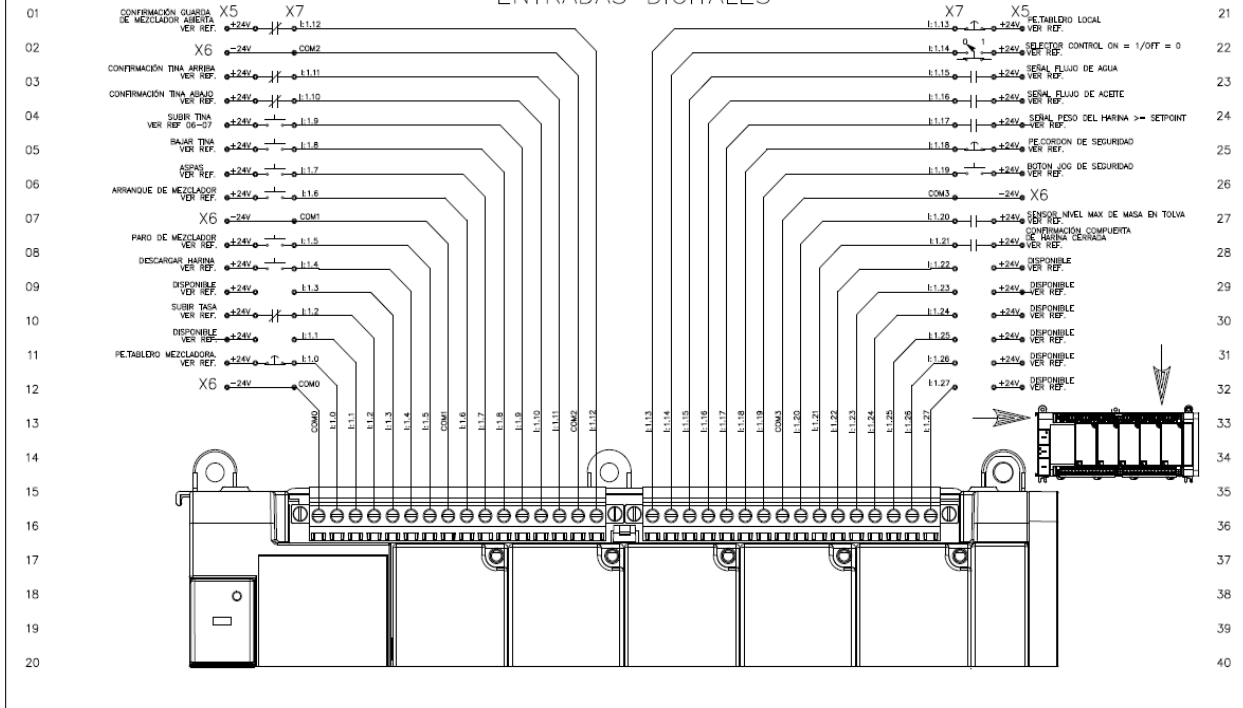 ENTRADAS DIGITALES
01
CONFIRMACIÓN GUARDA X5 X7
DE MEZCLADOR ABIERTA
VER REF. +24V I:1.12
02
X6 -24V COM2
CONFIRMACIÓN TINA ARRIBA
VER REF. +24V I:1.11
03
CONFIRMACIÓN TINA ABAJO
VER REF. +24V I:1.10
04
SUBIR TINA
VER REF 06-07 +24V I:1.9
05
BAJAR TINA
VER REF. +24V I:1.8
ASPAS
VER REF. +24V I:1.7
06
ARRANQUE DE MEZCLADOR
VER REF. +24V I:1.6
07
X6 -24V COM1
PARO DE MEZCLADOR
VER REF. +24V I:1.5
08
DESCARGAR HARINA
VER REF. +24V I:1.4
09
DISPONIBLE
VER REF. +24V I:1.3
10
SUBIR TASA
VER REF. +24V I:1.2
DISPONIBLE
VER REF. +24V I:1.1
11
PE.TABLERO MEZCLADORA.
VER REF. +24V I:1.0
12
X6 -24V COM0
13
14
15
16
17
18
19
20
COM0 I:1.0 I:1.1 I:1.2 I:1.3 I:1.4 I:1.5 COM1 I:1.6 I:1.7 I:1.8 I:1.9 I:1.10 I:1.11 COM2 I:1.12
I:1.13 I:1.14 I:1.15 I:1.16 I:1.17 I:1.18 I:1.19 COM3 I:1.20 I:1.21 I:1.22 I:1.23 I:1.24 I:1.25 I:1.26 I:1.27
X7 X5
21
I:1.13 +24V PE.TABLERO LOCAL
VER REF.
0 1
22
I:1.14 +24V SELECTOR CONTROL ON = 1/OFF = 0
VER REF.
23
I:1.15 +24V SEÑAL FLUJO DE AGUA
VER REF.
I:1.16 +24V SEÑAL FLUJO DE ACEITE
VER REF.
24
I:1.17 +24V SEÑAL PESO DEL HARINA >= SETPOINT
VER REF.
25
I:1.18 +24V PE.CORDON DE SEGURIDAD
VER REF.
I:1.19 +24V BOTON JOG DE SEGURIDAD
VER REF.
26
COM3 -24V X6
27
I:1.20 +24V SENSOR NIVEL MAX DE MASA EN TOLVA
VER REF.
28
I:1.21 +24V CONFIRMACIÓN COMPUERTA
DE HARINA CERRADA
VER REF.
I:1.22 +24V DISPONIBLE
VER REF.
29
I:1.23 +24V DISPONIBLE
VER REF.
30
I:1.24 +24V DISPONIBLE
VER REF.
I:1.25 +24V DISPONIBLE
VER REF.
31
I:1.26 +24V DISPONIBLE
VER REF.
32
I:1.27 +24V DISPONIBLE
VER REF.
33
34
35
36
37
38
39
40